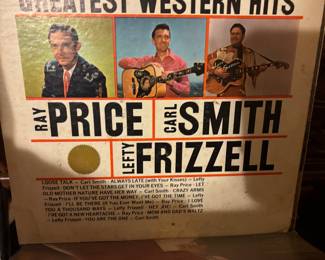 GREATEST WESTERN HITS
RAY PRICE CARL SMITH
LEFTY FRIZZELL
LOOSE TALK — Carl Smith · ALWAYS LATE (with Your Kisses) — Lefty
Frizzell · DON'T LET THE STARS GET IN YOUR EYES — Ray Price · LET
OLD MOTHER NATURE HAVE HER WAY — Carl Smith · CRAZY ARMS
— Ray Price · IF YOU'VE GOT THE MONEY, I'VE GOT THE TIME — Lefty
Frizzell · I'LL BE THERE (If You Ever Want Me) — Ray Price · I LOVE
YOU A THOUSAND WAYS — Lefty Frizzell · HEY JOE! — Carl Smith
I'VE GOT A NEW HEARTACHE — Ray Price · MOM AND DAD'S WALTZ
— Lefty Frizzell · YOU ARE THE ONE — Carl Smith